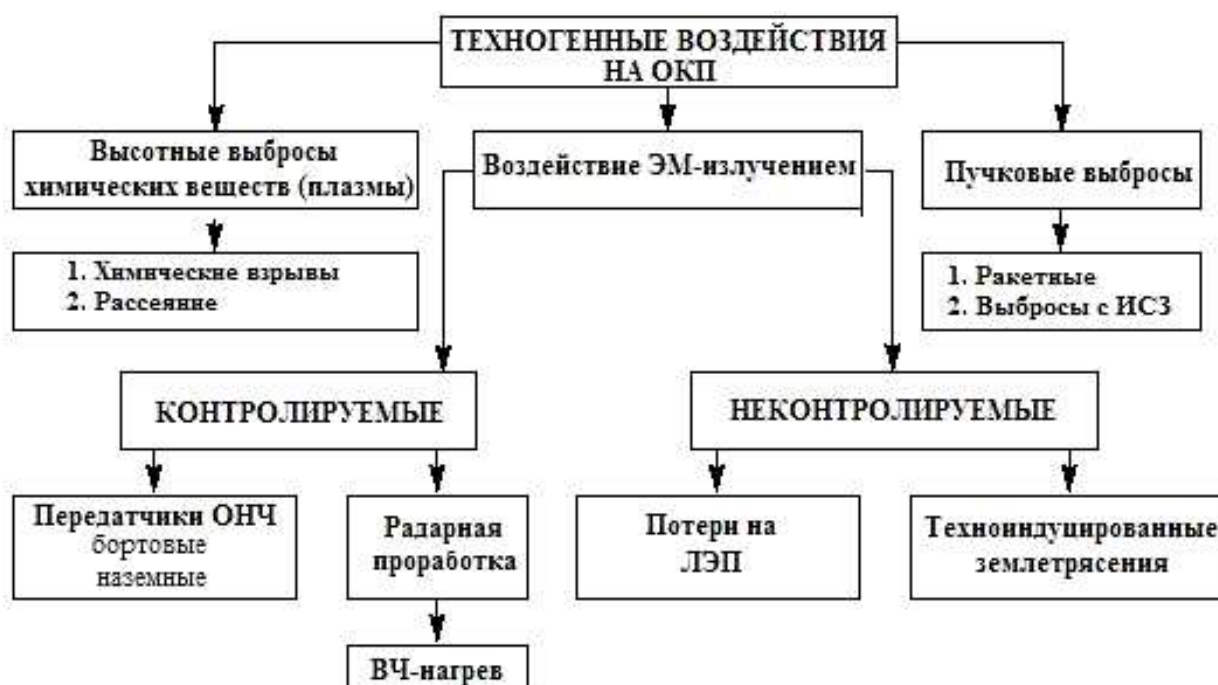 ТЕХНОГЕННЫЕ ВОЗДЕЙСТВИЯ
НА ОКП
Высотные выбросы
химических веществ (плазмы)
Воздействие ЭМ-излучением
Пучковые выбросы
1. Химические взрывы
2. Рассеяние
1. Ракетные
2. Выбросы с ИСЗ
КОНТРОЛИРУЕМЫЕ
НЕКОНТРОЛИРУЕМЫЕ
Передатчики ОНЧ
бортовые
наземные
Радарная
проработка
Потери на
ЛЭП
Техноиндуцированные
землетрясения
ВЧ-нагрев